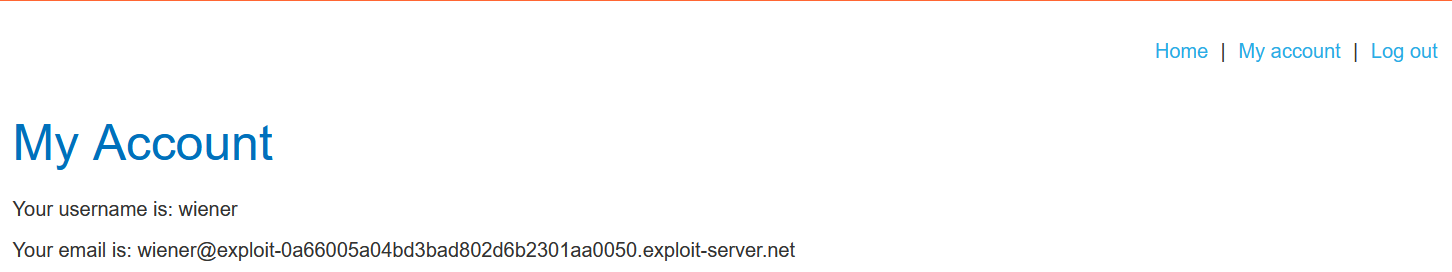 Home | My account | Log out
My Account
Your username is: wiener
Your email is: wiener@exploit-0a66005a04bd3bad802d6b2301aa0050.exploit-server.net